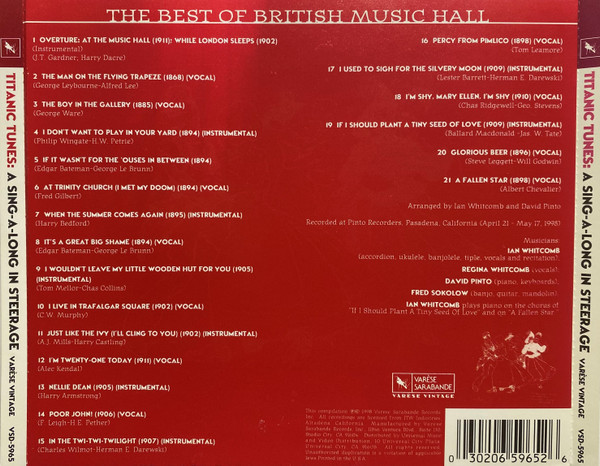 THE BEST OF BRITISH MUSIC HALL
1 OVERTURE: AT THE MUSIC HALL (1911): WHILE LONDON SLEEPS (1902)
(Instrumental)
(J.T. Gardner; Harry Dacre)
2 THE MAN ON THE FLYING TRAPEZE (1868) (VOCAL)
(George Leybourne-Alfred Lee)
3 THE BOY IN THE GALLERY (1885) (VOCAL)
(George Ware)
4 I DON'T WANT TO PLAY IN YOUR YARD (1894) (INSTRUMENTAL)
(Philip Wingate-H.W. Petrie)
5 IF IT WASN'T FOR THE 'OUSES IN BETWEEN (1894)
(Edgar Bateman-George Le Brunn)
6 AT TRINITY CHURCH (I MET MY DOOM) (1894) (VOCAL)
(Fred Gilbert)
7 WHEN THE SUMMER COMES AGAIN (1895) (INSTRUMENTAL)
(Harry Bedford)
8 IT'S A GREAT BIG SHAME (1894) (VOCAL)
(Edgar Bateman-George Le Brunn)
9 I WOULDN'T LEAVE MY LITTLE WOODEN HUT FOR YOU (1905)
(INSTRUMENTAL)
(Tom Mellor-Chas Collins)
10 I LIVE IN TRAFALGAR SQUARE (1902) (VOCAL)
(C.W. Murphy)
11 JUST LIKE THE IVY (I'LL CLING TO YOU) (1902) (INSTRUMENTAL)
(A.J. Mills-Harry Castling)
12 I'M TWENTY-ONE TODAY (1911) (VOCAL)
(Alec Kendal)
13 NELLIE DEAN (1905) (INSTRUMENTAL)
(Harry Armstrong)
14 POOR JOHN! (1906) (VOCAL)
(F. Leigh-H E. Pether)
15 IN THE TWI-TWI-TWILIGHT (1907) (INSTRUMENTAL)
(Charles Wilmot-Herman E. Darewski)
16 PERCY FROM PIMLICO (1898) (VOCAL)
(Tom Leamore)
17 I USED TO SIGH FOR THE SILVERY MOON (1909) (INSTRUMENTAL)
(Lester Barrett-Herman E. Darewski)
18 I'M SHY, MARY ELLEN, I'M SHY (1910) (VOCAL)
(Chas Ridgewell-Geo. Stevens)
19 IF I SHOULD PLANT A TINY SEED OF LOVE (1909) (INSTRUMENTAL)
(Ballard Macdonald -Jas. W. Tate)
20 GLORIOUS BEER (1896) (VOCAL)
(Steve Leggett-Will Godwin)
21 A FALLEN STAR (1898) (VOCAL)
(Albert Chevalier)
Arranged by Ian Whitcomb and David Pinto
Recorded at Pinto Recorders, Pasadena, California (April 21 - May 17, 1998)
Musicians:
IAN WHITCOMB
(accordion, ukulele, banjolele, tiple, vocals and recitation);
REGINA WHITCOMB (vocals);
DAVID PINTO (piano, keyboards);
FRED SOKOLOW (banjo, guitar, mandolin);
IAN WHITCOMB plays piano on the chorus of
"If I Should Plant A Tiny Seed Of Love" and on "A Fallen Star."
VARÈSE
SARABANDE
VARÈSE VINTAGE
0 30206 59652 6
TITANIC TUNES: A SING-A-LONG IN STEERAGE VARÈSE VINTAGE VSD-5965
TITANIC TUNES: A SING-A-LONG IN STEERAGE VARÈSE VINTAGE VSD-5965